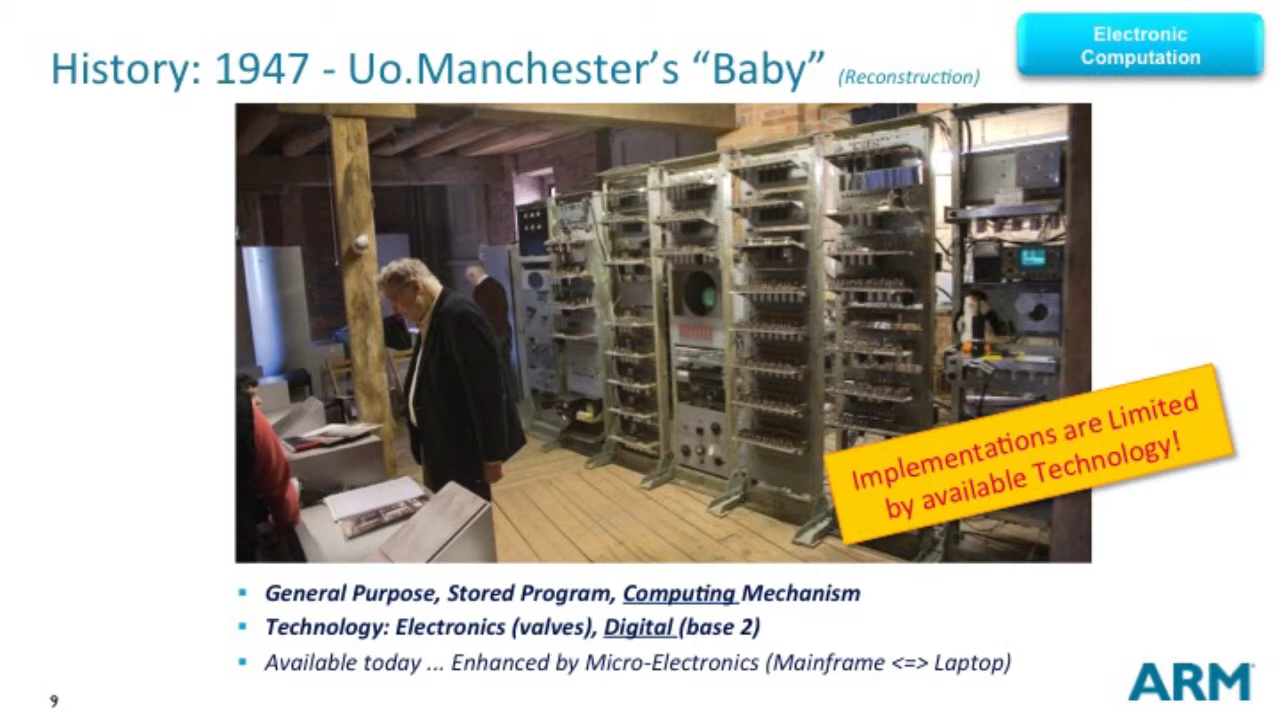 History: 1947 - Uo.Manchester's “Baby” (Reconstruction)
Electronic
Computation
Implementations are Limited
by available Technology!
▪ General Purpose, Stored Program, Computing Mechanism
▪ Technology: Electronics (valves), Digital (base 2)
▪ Available today ... Enhanced by Micro-Electronics (Mainframe <=> Laptop)
9
ARM